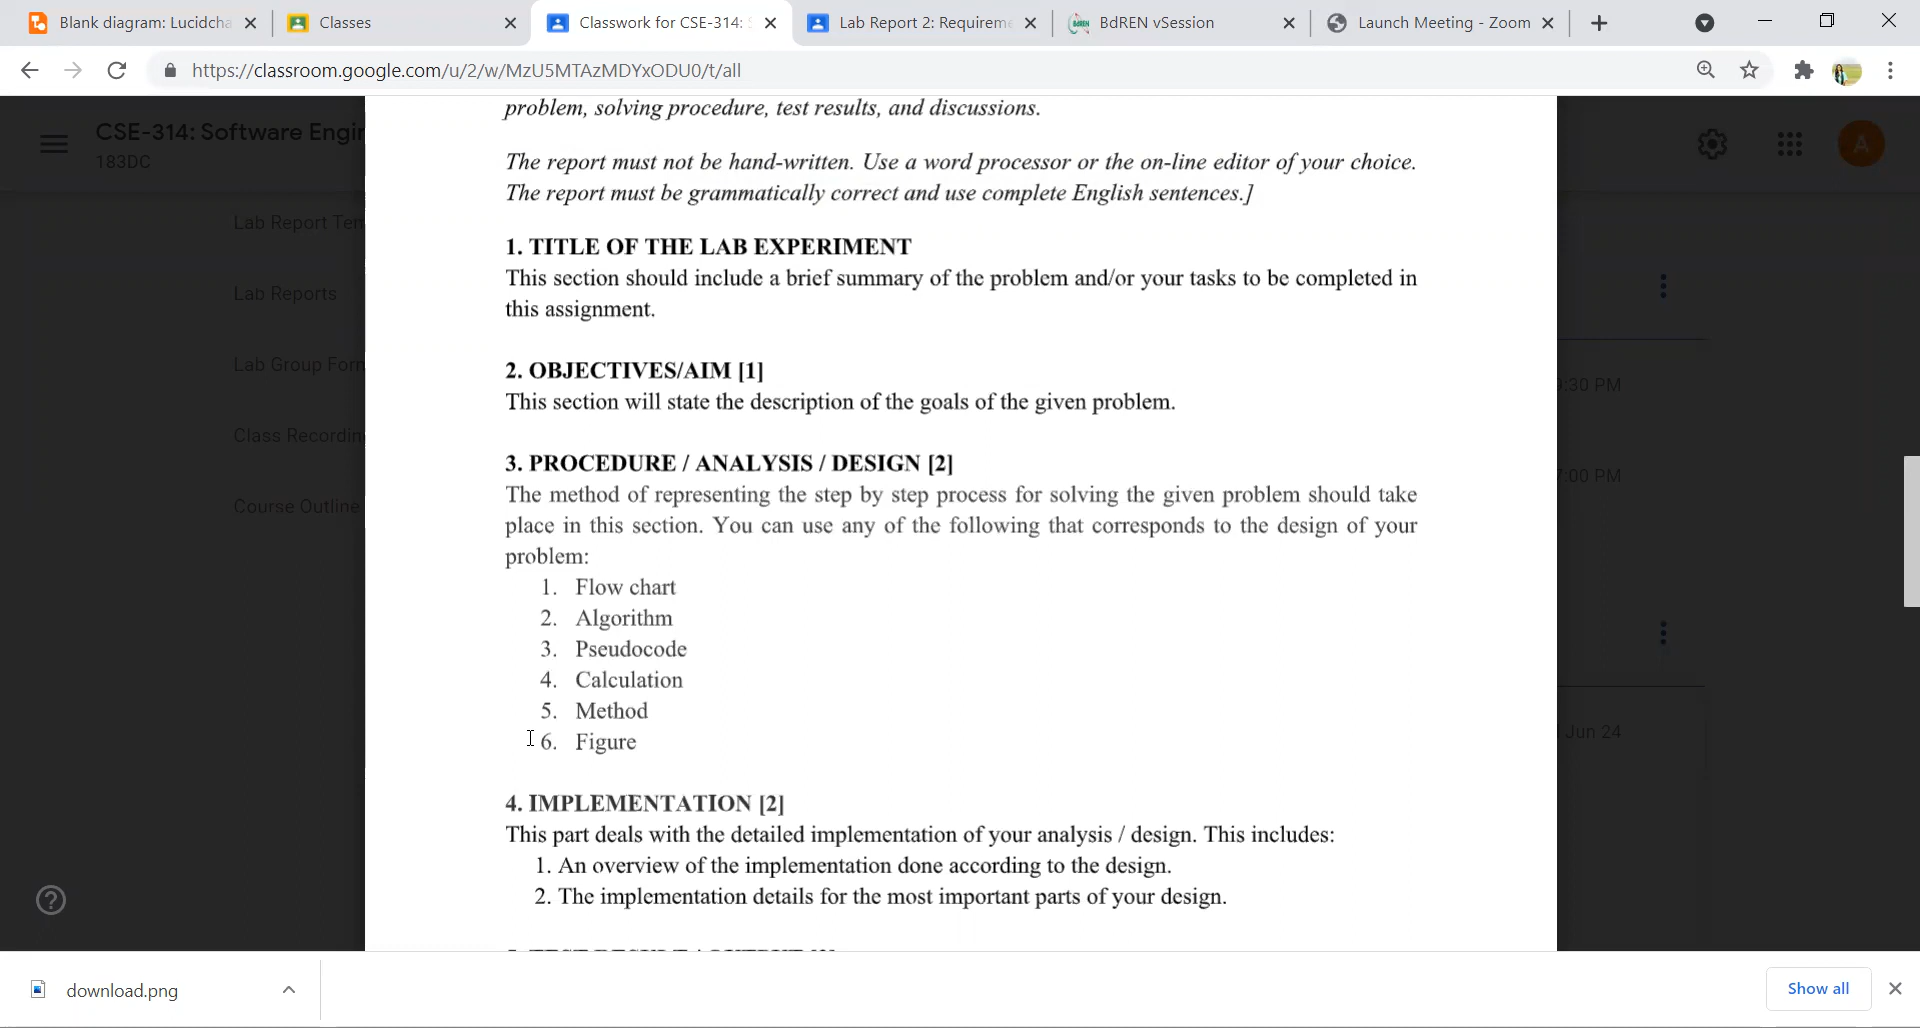 Blank diagram: Lucidcha
Classes
Classwork for CSE-314: S
Lab Report 2: Requireme
BdREN vSession
Launch Meeting - Zoom
https://classroom.google.com/u/2/w/MzU5MTAzMDYxODU0/t/all
CSE-314: Software Engin
183DC
A
Lab Report Tem
Lab Reports
Lab Group Form
Class Recordin
Course Outline
:30 PM
7:00 PM
Jun 24
problem, solving procedure, test results, and discussions.
The report must not be hand-written. Use a word processor or the on-line editor of your choice.
The report must be grammatically correct and use complete English sentences.]
1. TITLE OF THE LAB EXPERIMENT
This section should include a brief summary of the problem and/or your tasks to be completed in
this assignment.
2. OBJECTIVES/AIM [1]
This section will state the description of the goals of the given problem.
3. PROCEDURE / ANALYSIS / DESIGN [2]
The method of representing the step by step process for solving the given problem should take
place in this section. You can use any of the following that corresponds to the design of your
problem:
1. Flow chart
2. Algorithm
3. Pseudocode
4. Calculation
5. Method
6. Figure
4. IMPLEMENTATION [2]
This part deals with the detailed implementation of your analysis / design. This includes:
1. An overview of the implementation done according to the design.
2. The implementation details for the most important parts of your design.
download.png
Show all